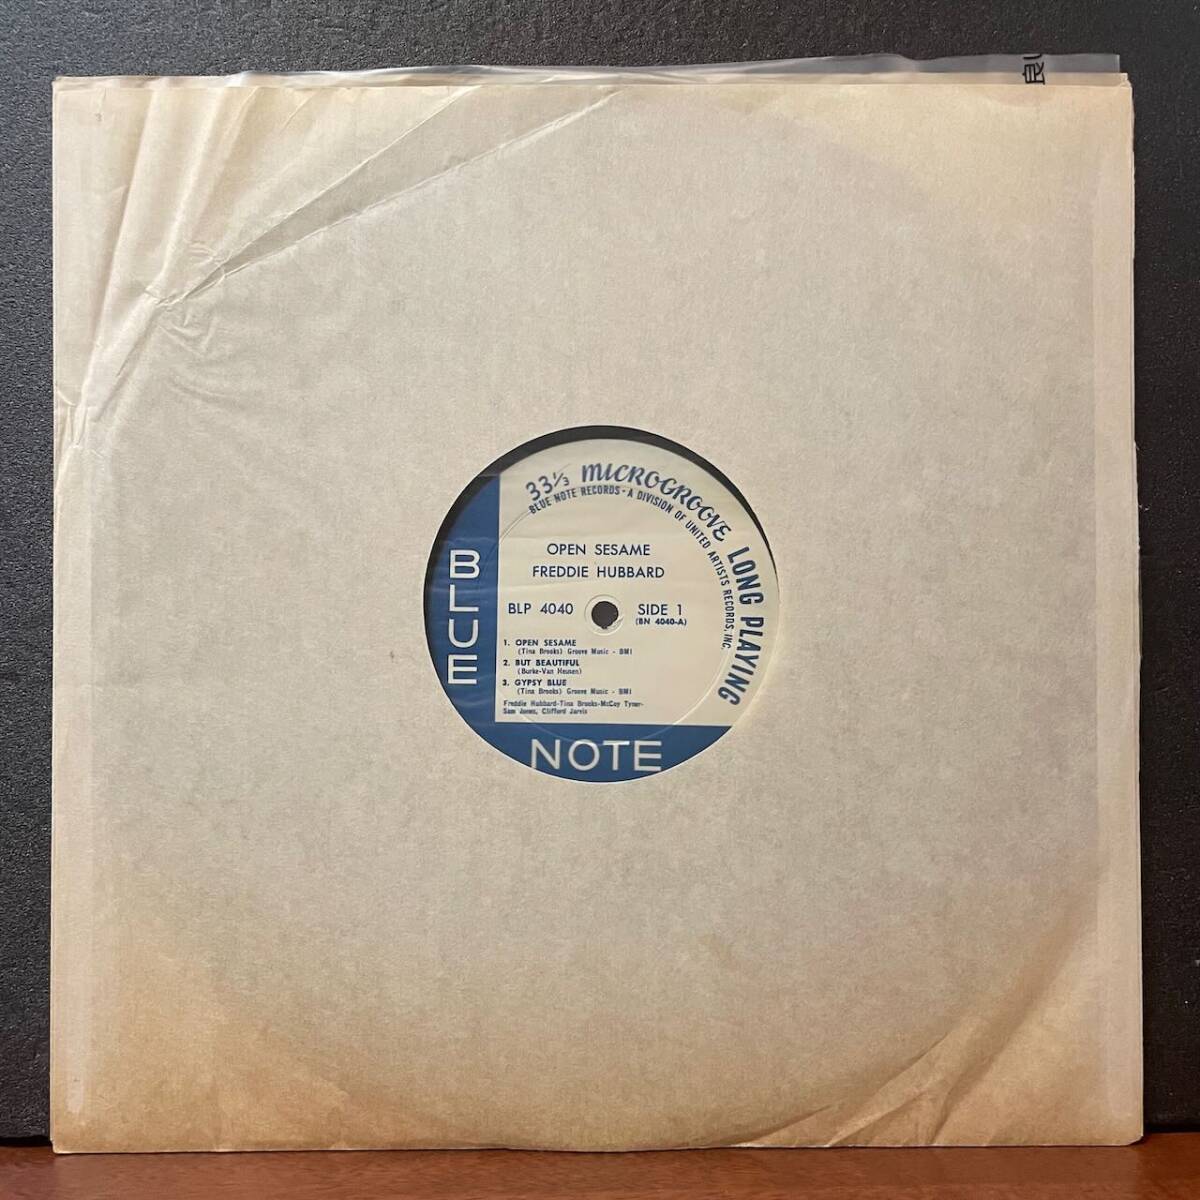 33⅓ MICROGROOVE LONG PLAYING
BLUE NOTE RECORDS • A DIVISION OF UNITED ARTISTS RECORDS, INC.
OPEN SESAME
FREDDIE HUBBARD
BLP 4040 SIDE 1
(BN 4040-A)
1. OPEN SESAME
(Tina Brooks) Groove Music - BMI
2. BUT BEAUTIFUL
(Burke-Van Heusen)
3. GYPSY BLUE
(Tina Brooks) Groove Music - BMI
Freddie Hubbard-Tina Brooks-McCoy Tyner-
Sam Jones, Clifford Jarvis
BLUE
NOTE